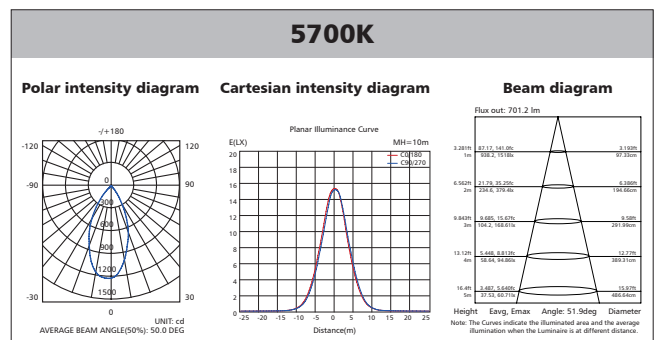 5700K
Polar intensity diagram
Cartesian intensity diagram
Beam diagram
-/+180
-120
120
-90
90
0
300
600
900
1200
1500
-30
30
0
UNIT: cd
AVERAGE BEAM ANGLE(50%): 50.0 DEG
Planar Illuminance Curve
E(LX)
MH=10m
C0/180
C90/270
20
18
16
14
12
10
8
6
4
2
0
-25 -20 -15 -10 -5 0 5 10 15 20 25
Distance(m)
Flux out: 701.2 lm
3.281ft 87.17, 141.0fc 3.193ft
1m 938.2, 1518lx 97.33cm
6.562ft 21.79, 35.25fc 6.386ft
2m 234.6, 379.4lx 194.66cm
9.843ft 9.685, 15.67fc 9.58ft
3m 104.2, 168.61lx 291.99cm
13.12ft 5.448, 8.813fc 12.77ft
4m 58.64, 94.86lx 389.31cm
16.4ft 3.487, 5.640fc 15.97ft
5m 37.53, 60.71lx 486.64cm
Height Eavg, Emax Angle: 51.9deg Diameter
Note: The Curves indicate the illuminated area and the average
illumination when the Luminaire is at different distance.